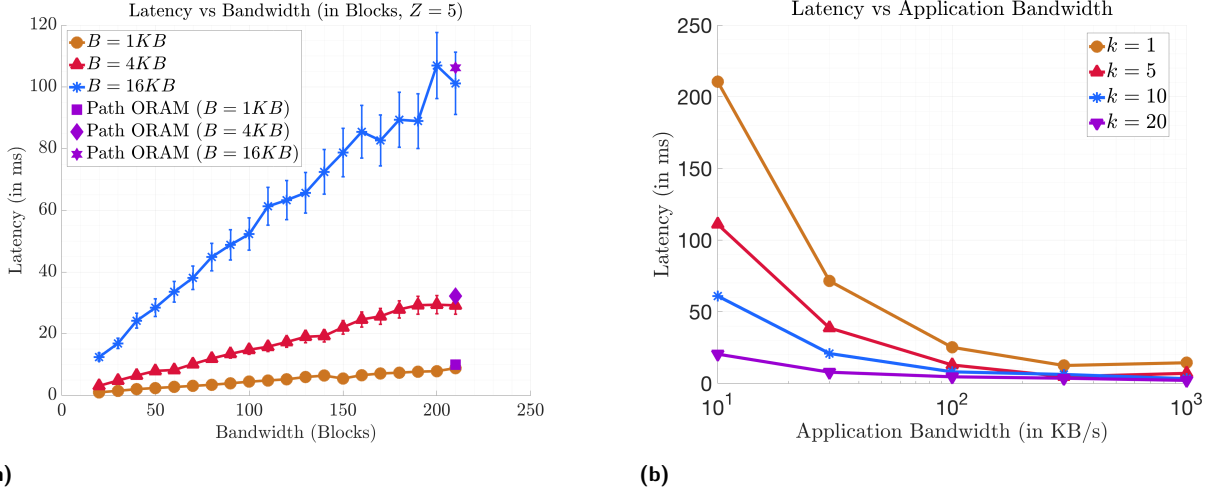 Latency vs Bandwidth (in Blocks, Z = 5)
120
100
80
60
40
20
0
0
50
100
150
200
250
Latency (in ms)
Bandwidth (Blocks)
B = 1KB
B = 4KB
B = 16KB
Path ORAM (B = 1KB)
Path ORAM (B = 4KB)
Path ORAM (B = 16KB)
Latency vs Application Bandwidth
250
200
150
100
50
0
10^1
10^2
10^3
Latency (in ms)
Application Bandwidth (in KB/s)
k = 1
k = 5
k = 10
k = 20
)
(b)